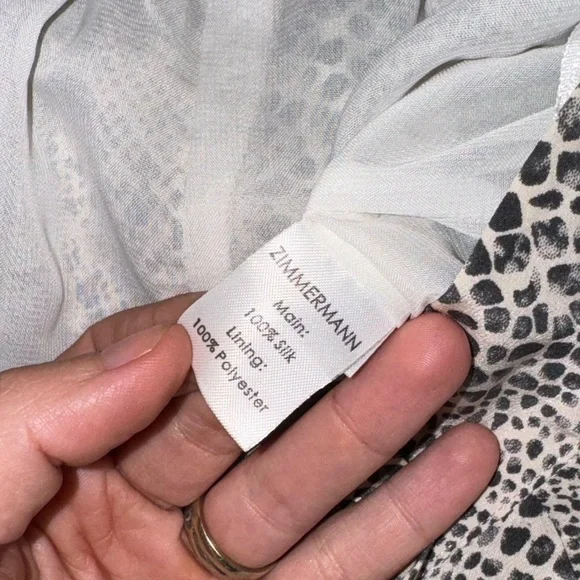 ZIMMERMANN
Main:
100% Silk
Lining:
100% Polyester